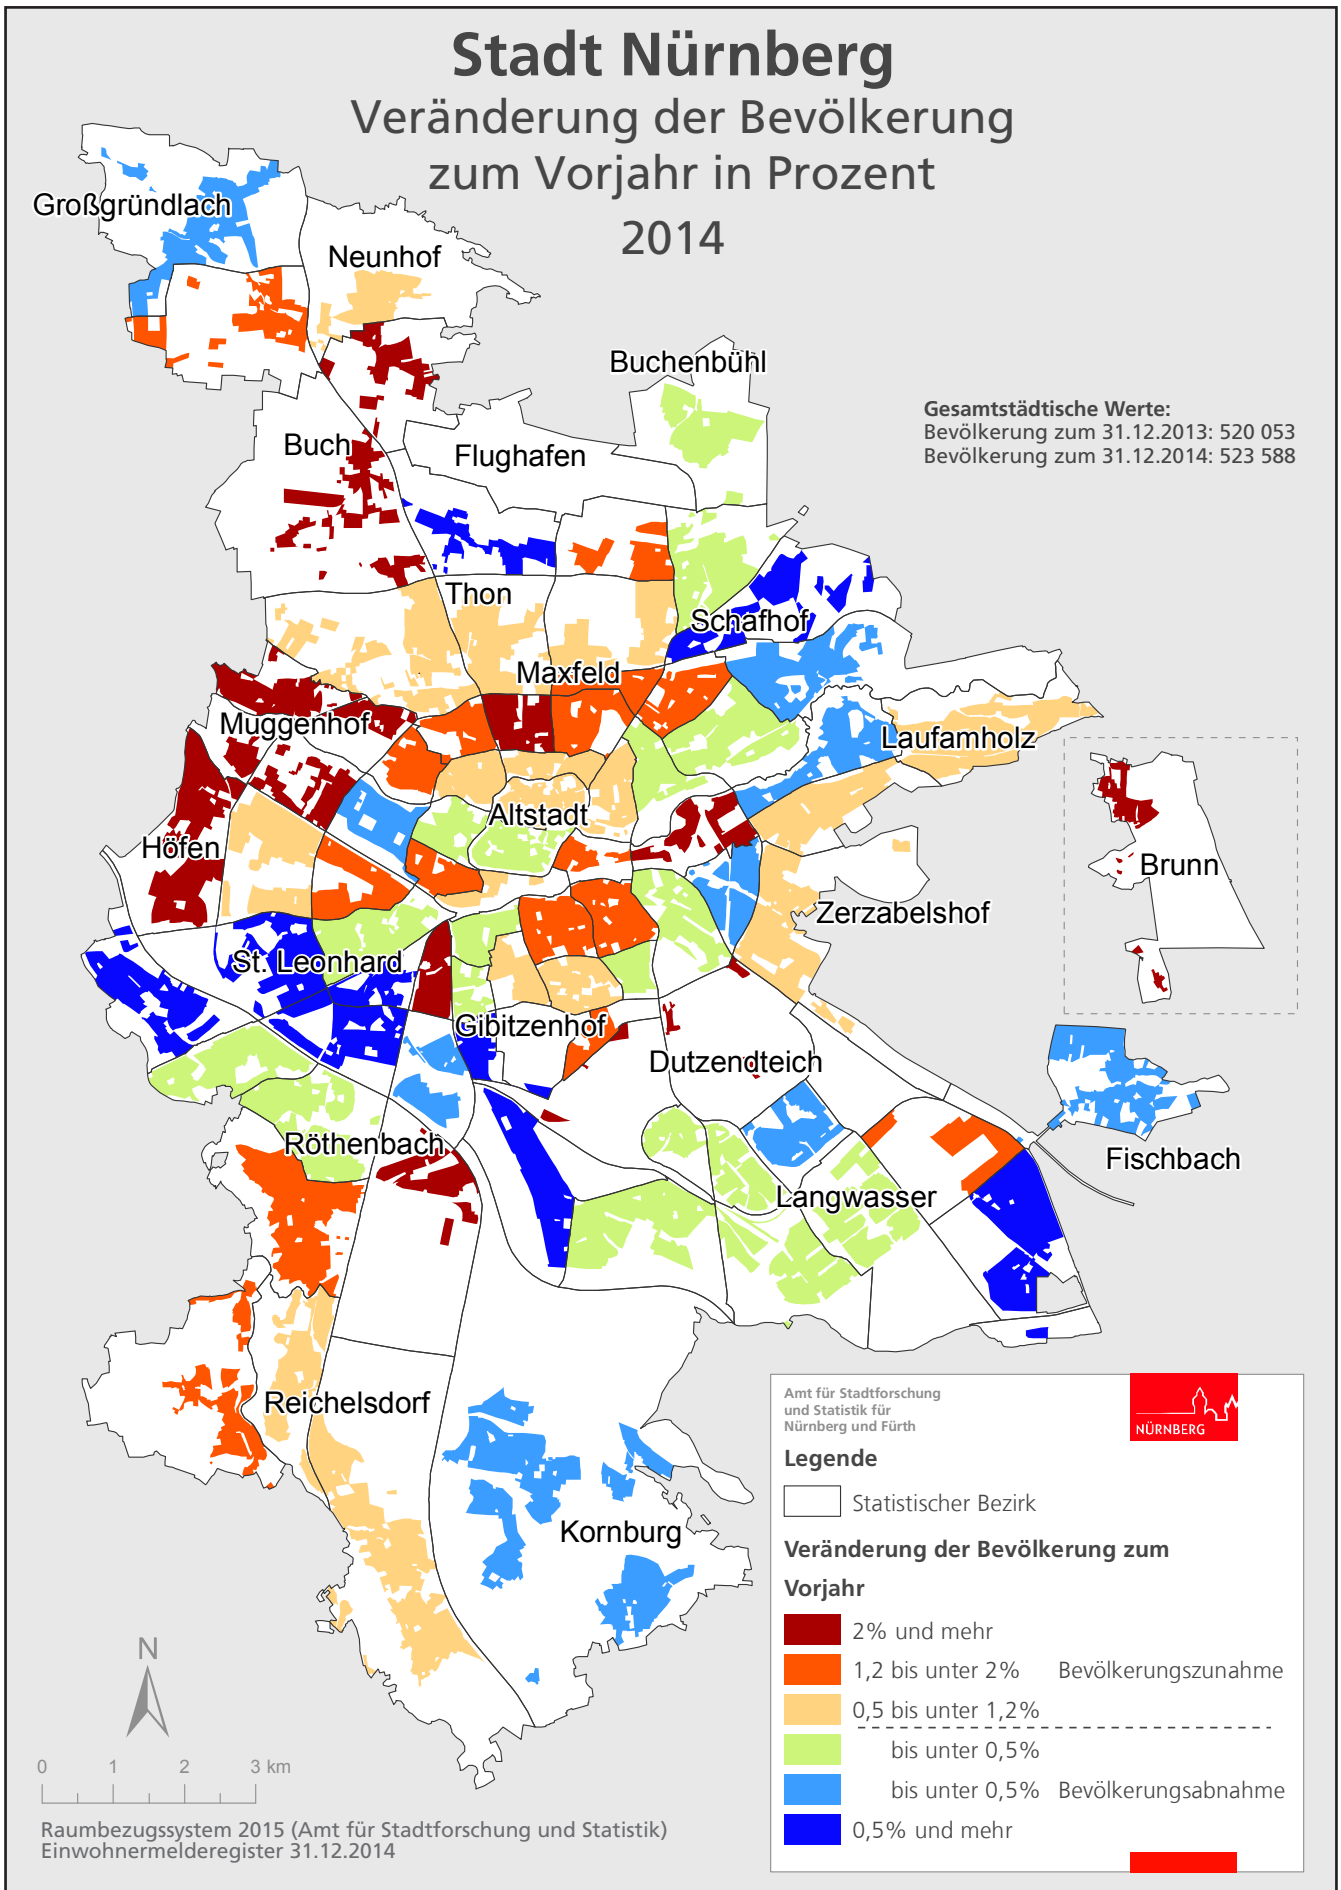 Stadt Nürnberg
Veränderung der Bevölkerung
zum Vorjahr in Prozent
2014
Großgründlach
Neunhof
Buchenbühl
Gesamtstädtische Werte:
Bevölkerung zum 31.12.2013: 520 053
Bevölkerung zum 31.12.2014: 523 588
Buch
Flughafen
Thon
Schafhof
Maxfeld
Muggenhof
Laufamholz
Altstadt
Höfen
Brunn
Zerzabelshof
St. Leonhard
Gibitzenhof
Dutzendteich
Röthenbach
Fischbach
Langwasser
Reichelsdorf
Kornburg
Amt für Stadtforschung
und Statistik für
Nürnberg und Fürth
NÜRNBERG
Legende
Statistischer Bezirk
Veränderung der Bevölkerung zum
Vorjahr
2% und mehr
1,2 bis unter 2% Bevölkerungszunahme
0,5 bis unter 1,2%
bis unter 0,5%
bis unter 0,5% Bevölkerungsabnahme
0,5% und mehr
N
0 1 2 3 km
Raumbezugssystem 2015 (Amt für Stadtforschung und Statistik)
Einwohnermelderegister 31.12.2014